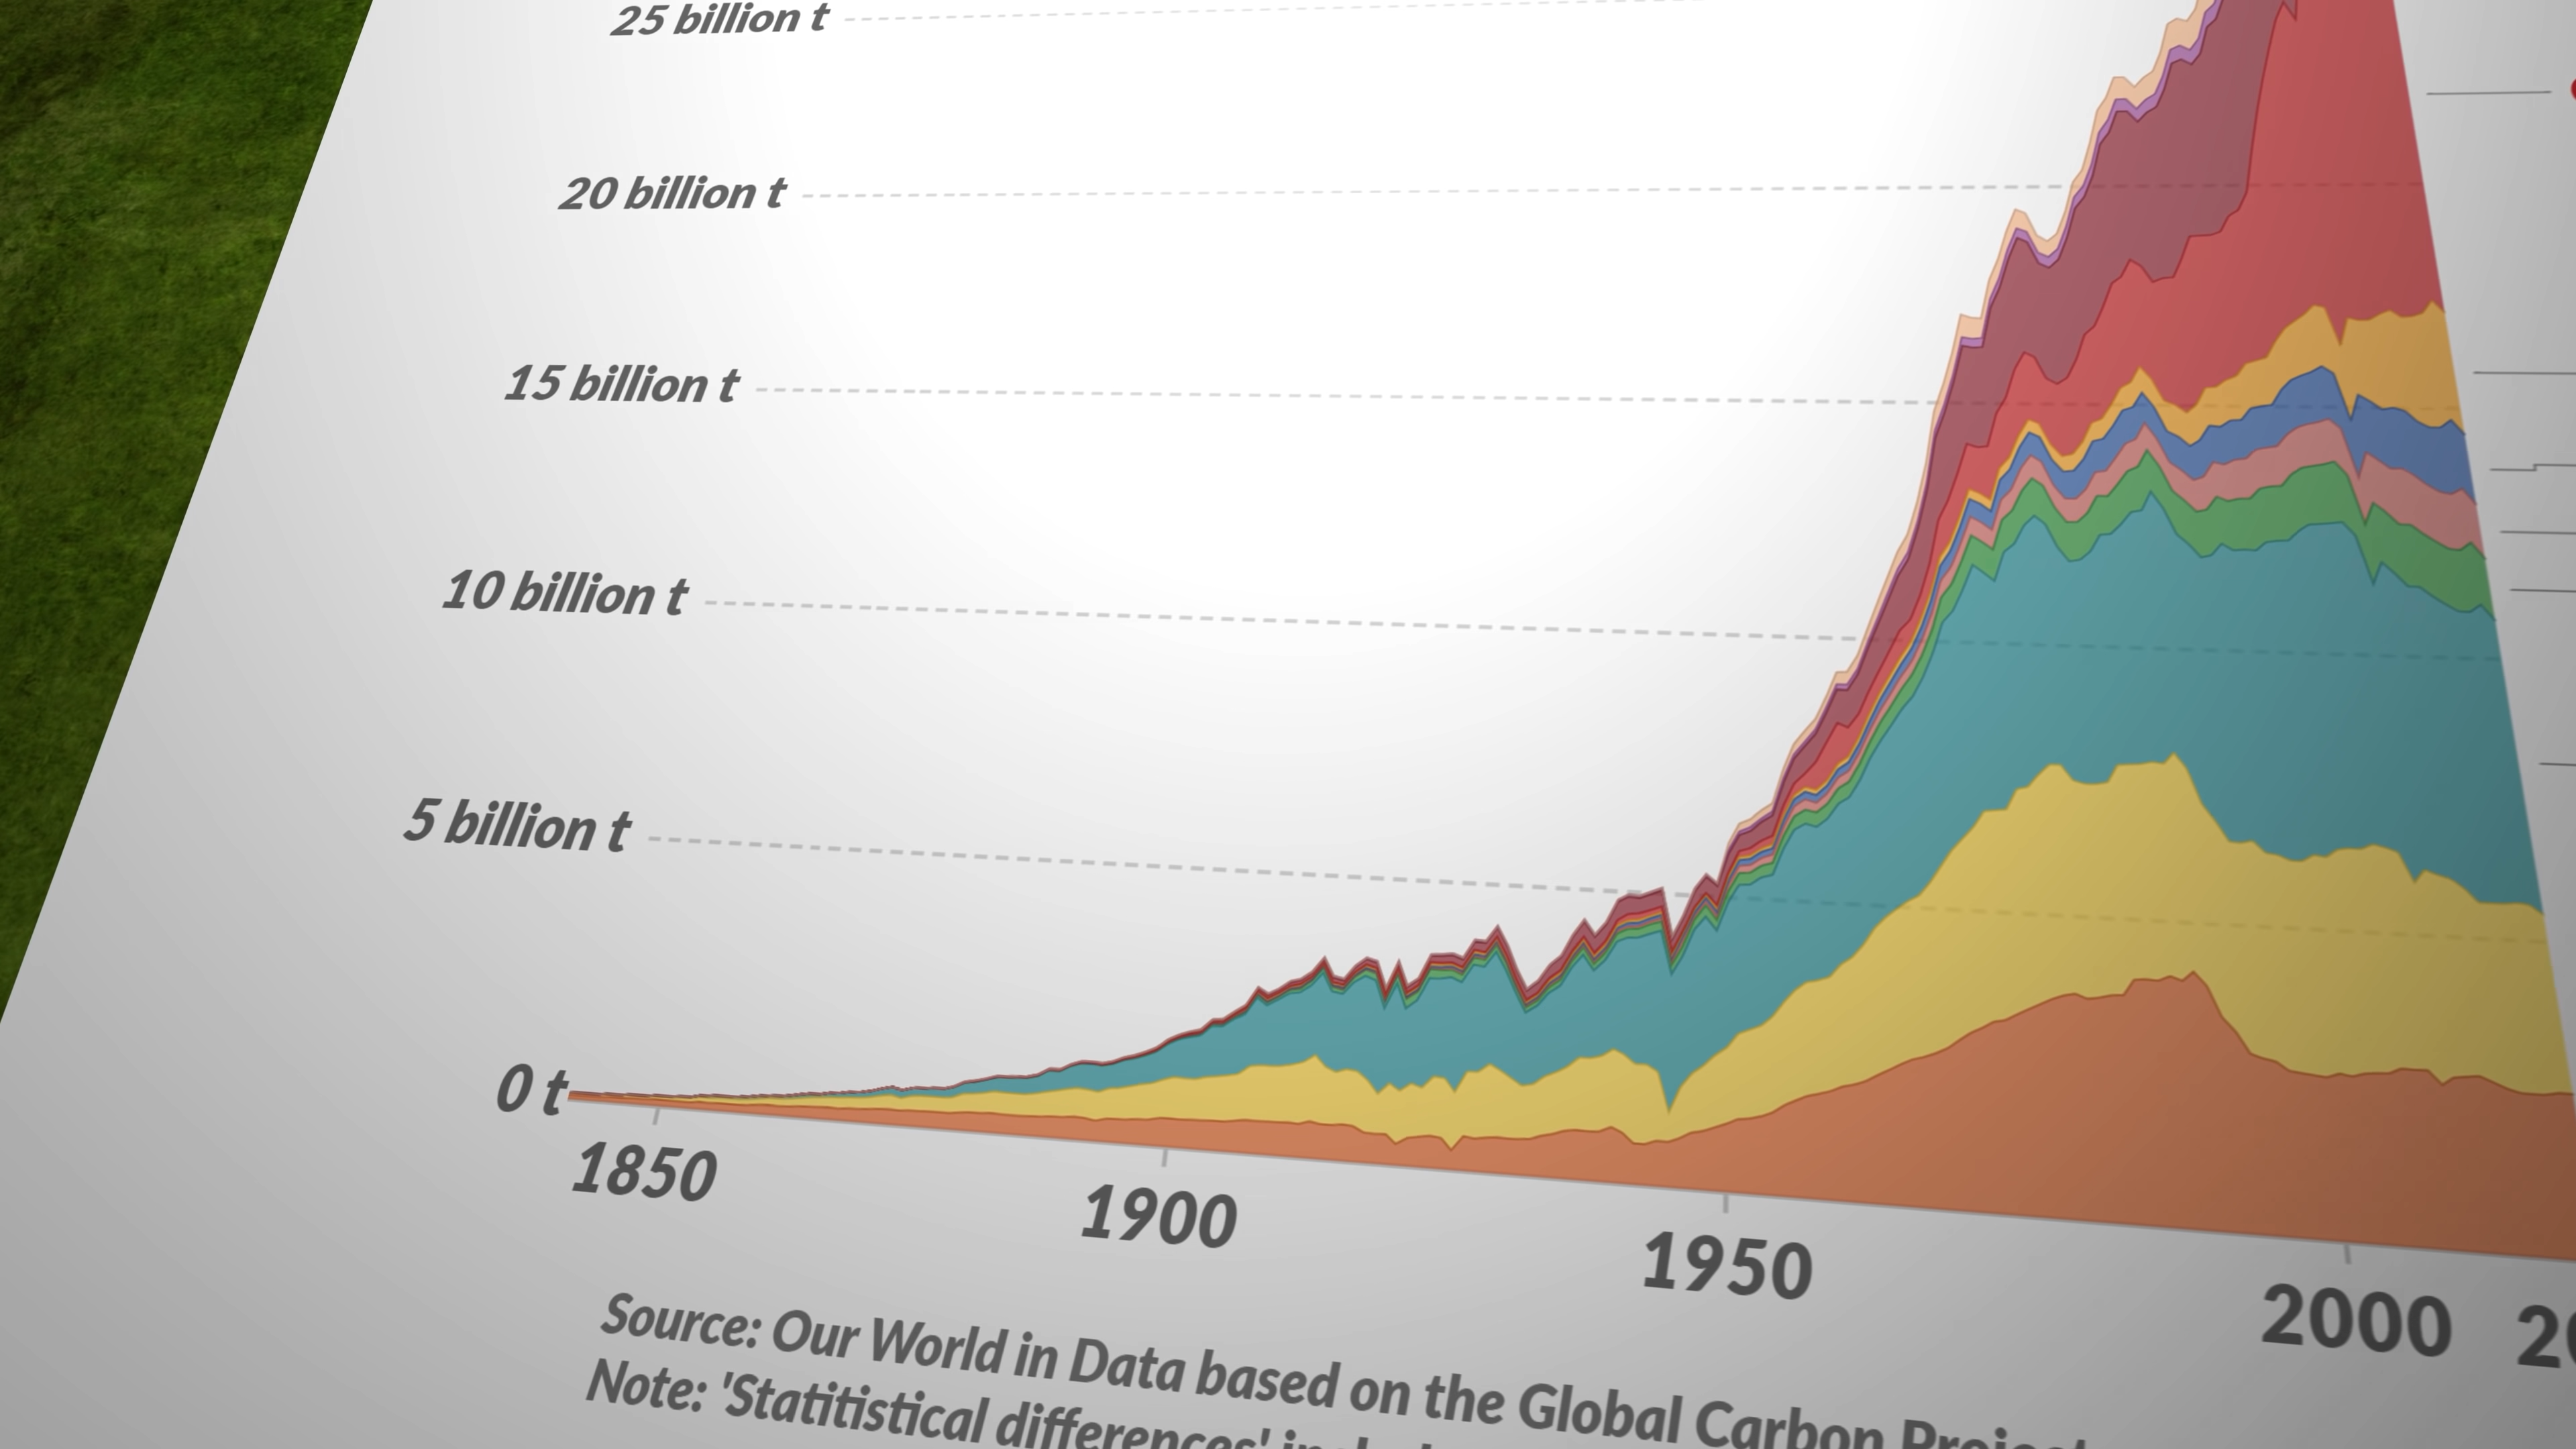 25 billion t
20 billion t
15 billion t
10 billion t
5 billion t
0 t
1850
1900
1950
2000
Source: Our World in Data based on the Global Carbon Project
Note: 'Statitistical differences'